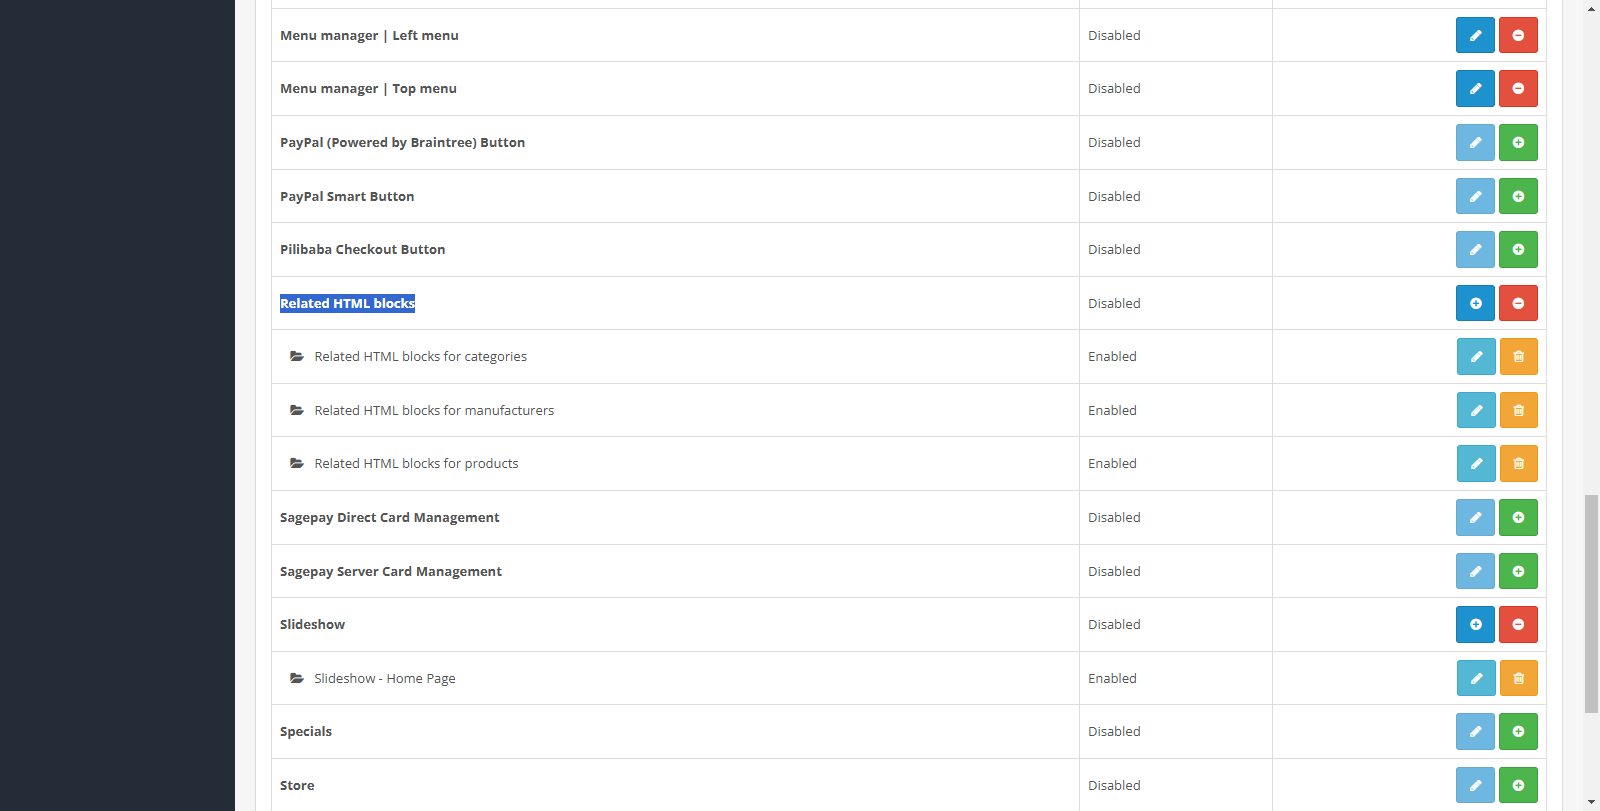 Menu manager | Left menu Disabled
Menu manager | Top menu Disabled
PayPal (Powered by Braintree) Button Disabled
PayPal Smart Button Disabled
Pilibaba Checkout Button Disabled
Related HTML blocks Disabled
Related HTML blocks for categories Enabled
Related HTML blocks for manufacturers Enabled
Related HTML blocks for products Enabled
Sagepay Direct Card Management Disabled
Sagepay Server Card Management Disabled
Slideshow Disabled
Slideshow - Home Page Enabled
Specials Disabled
Store Disabled